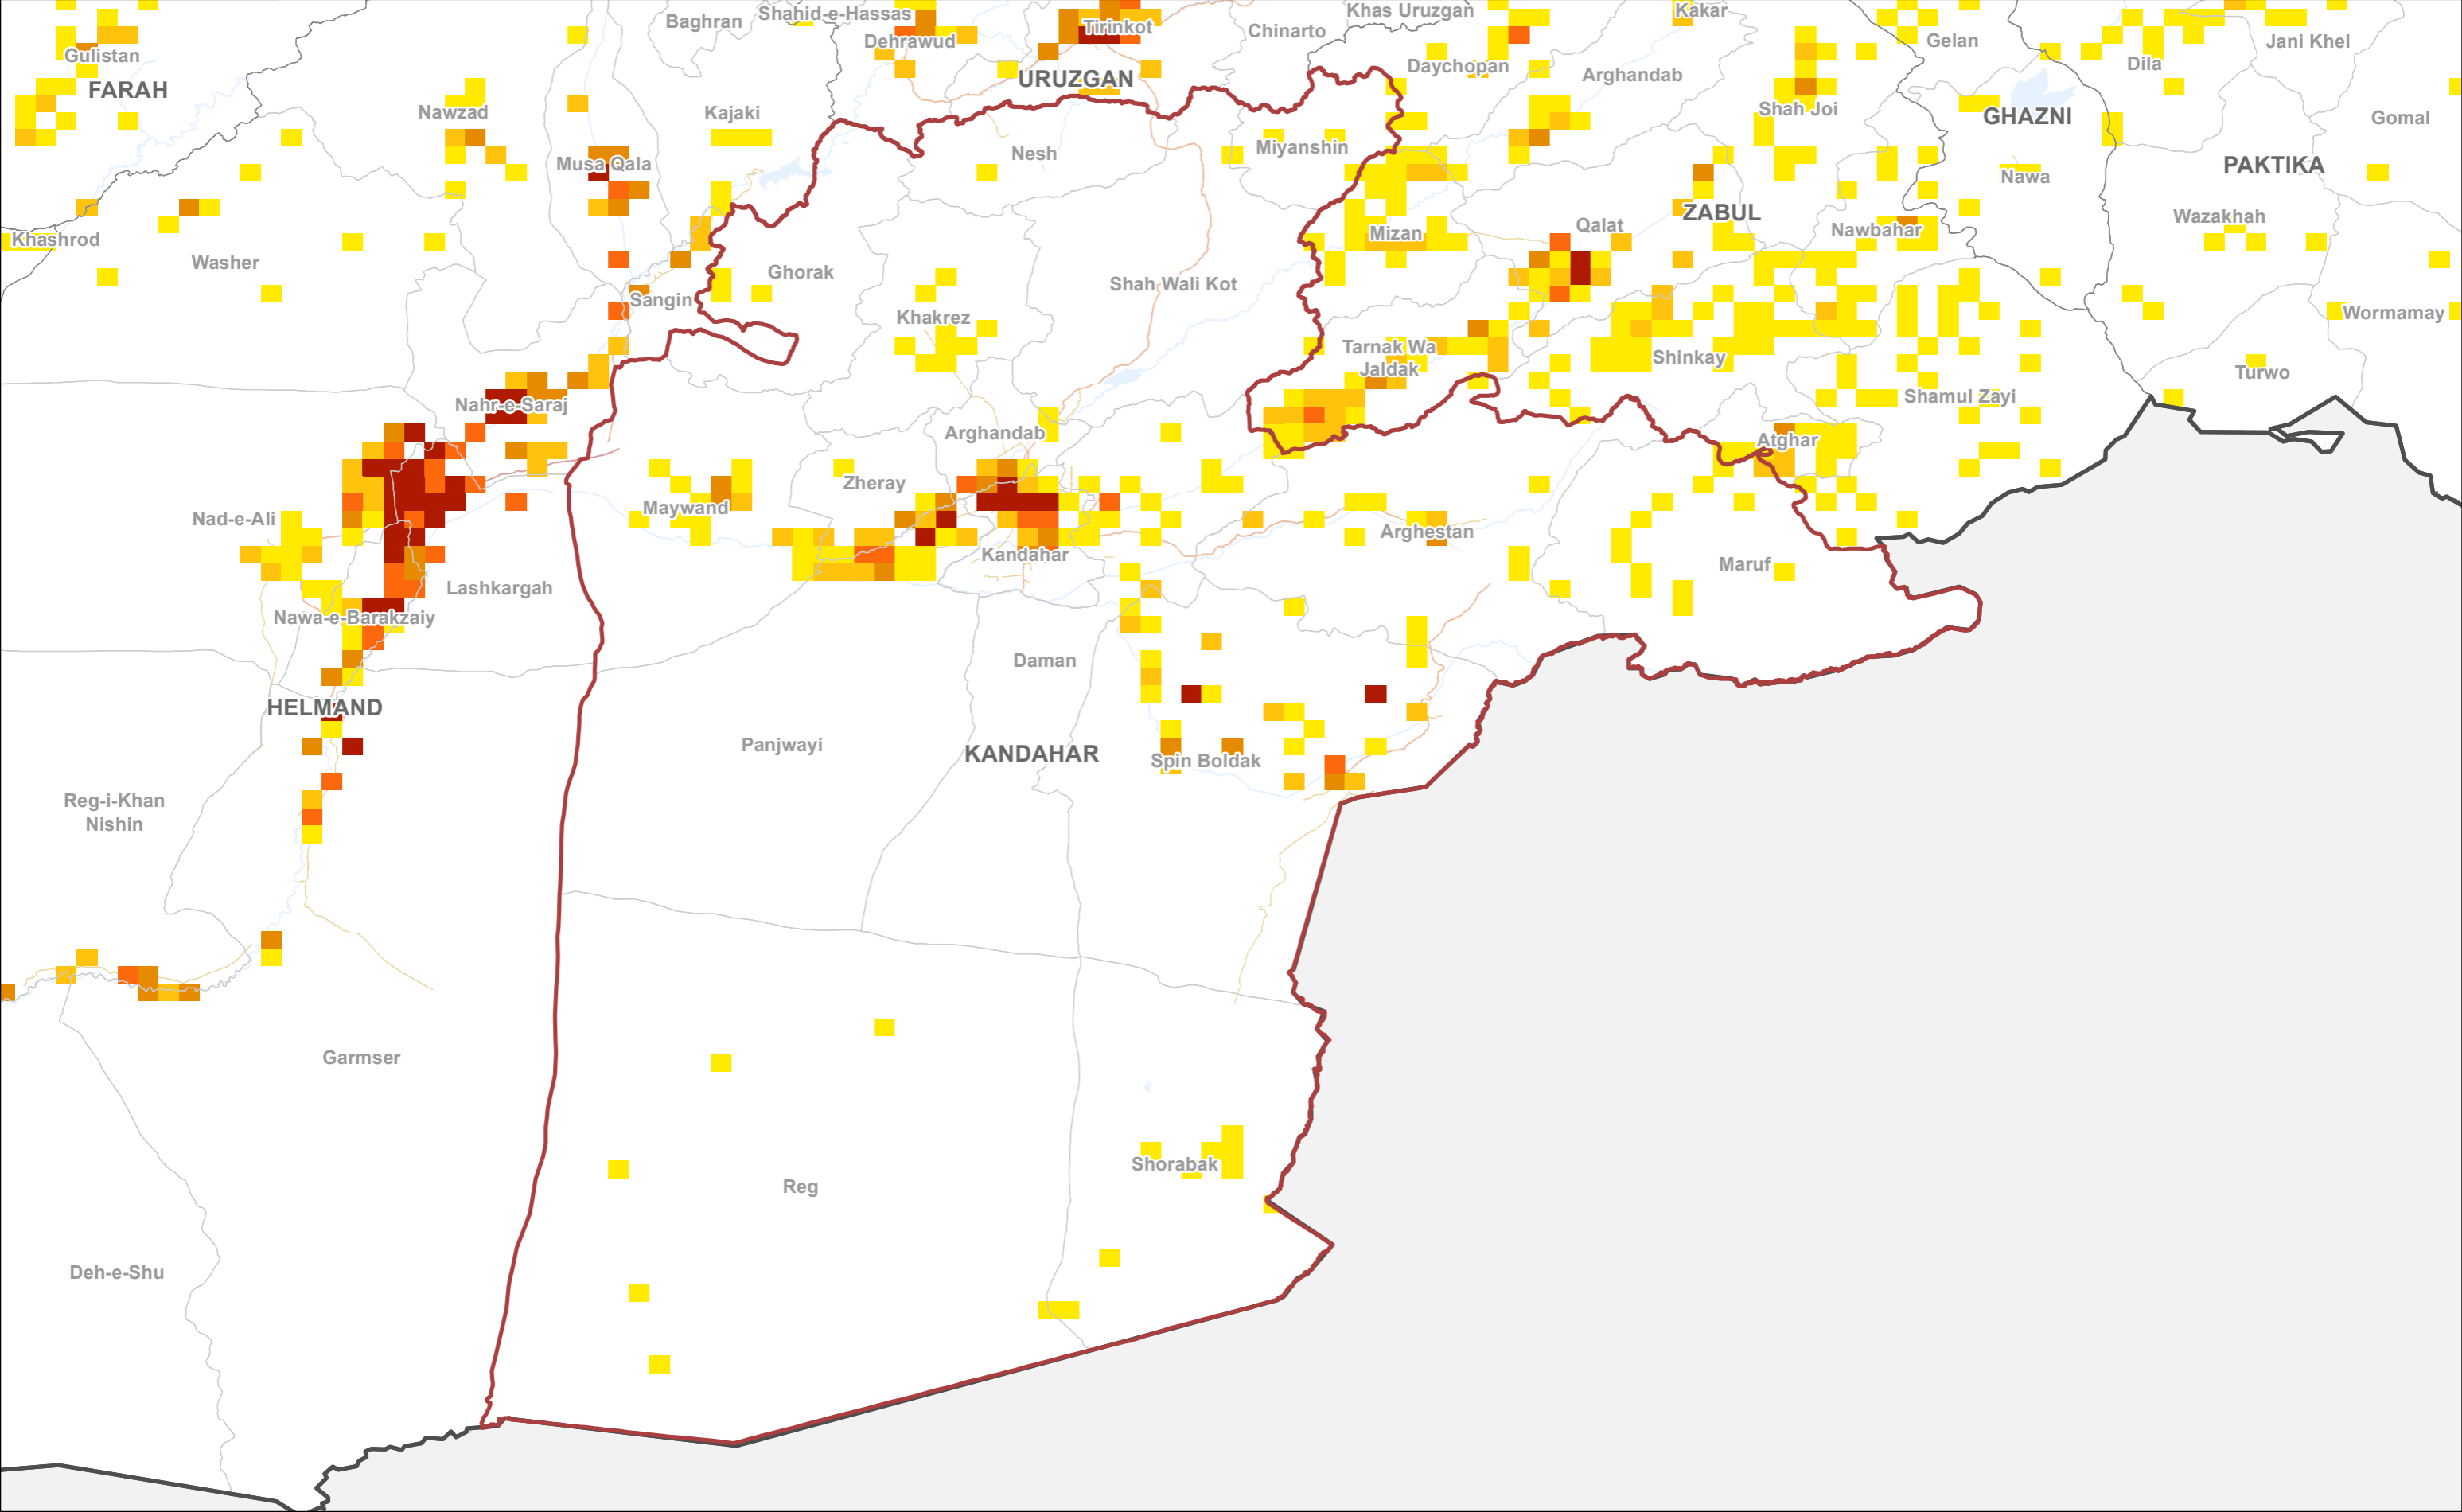 Baghran
Shahid-e-Hassas
Khas Uruzgan
Kakar
Gulistan
Dehrawud
Tirinkot
Chinarto
Gelan
Jani Khel
FARAH
URUZGAN
Daychopan
Arghandab
Dila
Nawzad
Kajaki
Shah Joi
GHAZNI
Gomal
Musa Qala
Nesh
Miyanshin
Nawa
PAKTIKA
Khashrod
Washer
Ghorak
Mizan
Qalat
ZABUL
Nawbahar
Wazakhah
Sangin
Khakrez
Shah Wali Kot
Wormamay
Tarnak Wa
Jaldak
Shinkay
Turwo
Nahr-e-Saraj
Arghandab
Shamul Zayi
Atghar
Zheray
Maywand
Nad-e-Ali
Kandahar
Arghestan
Maruf
Lashkargah
Nawa-e-Barakzaiy
Daman
HELMAND
Panjwayi
KANDAHAR
Spin Boldak
Reg-i-Khan
Nishin
Garmser
Shorabak
Reg
Deh-e-Shu